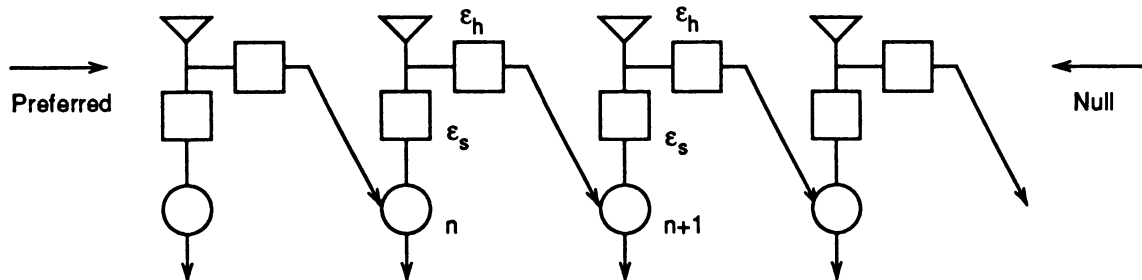 ε_h
ε_h
Preferred
Null
ε_s
ε_s
n
n+1